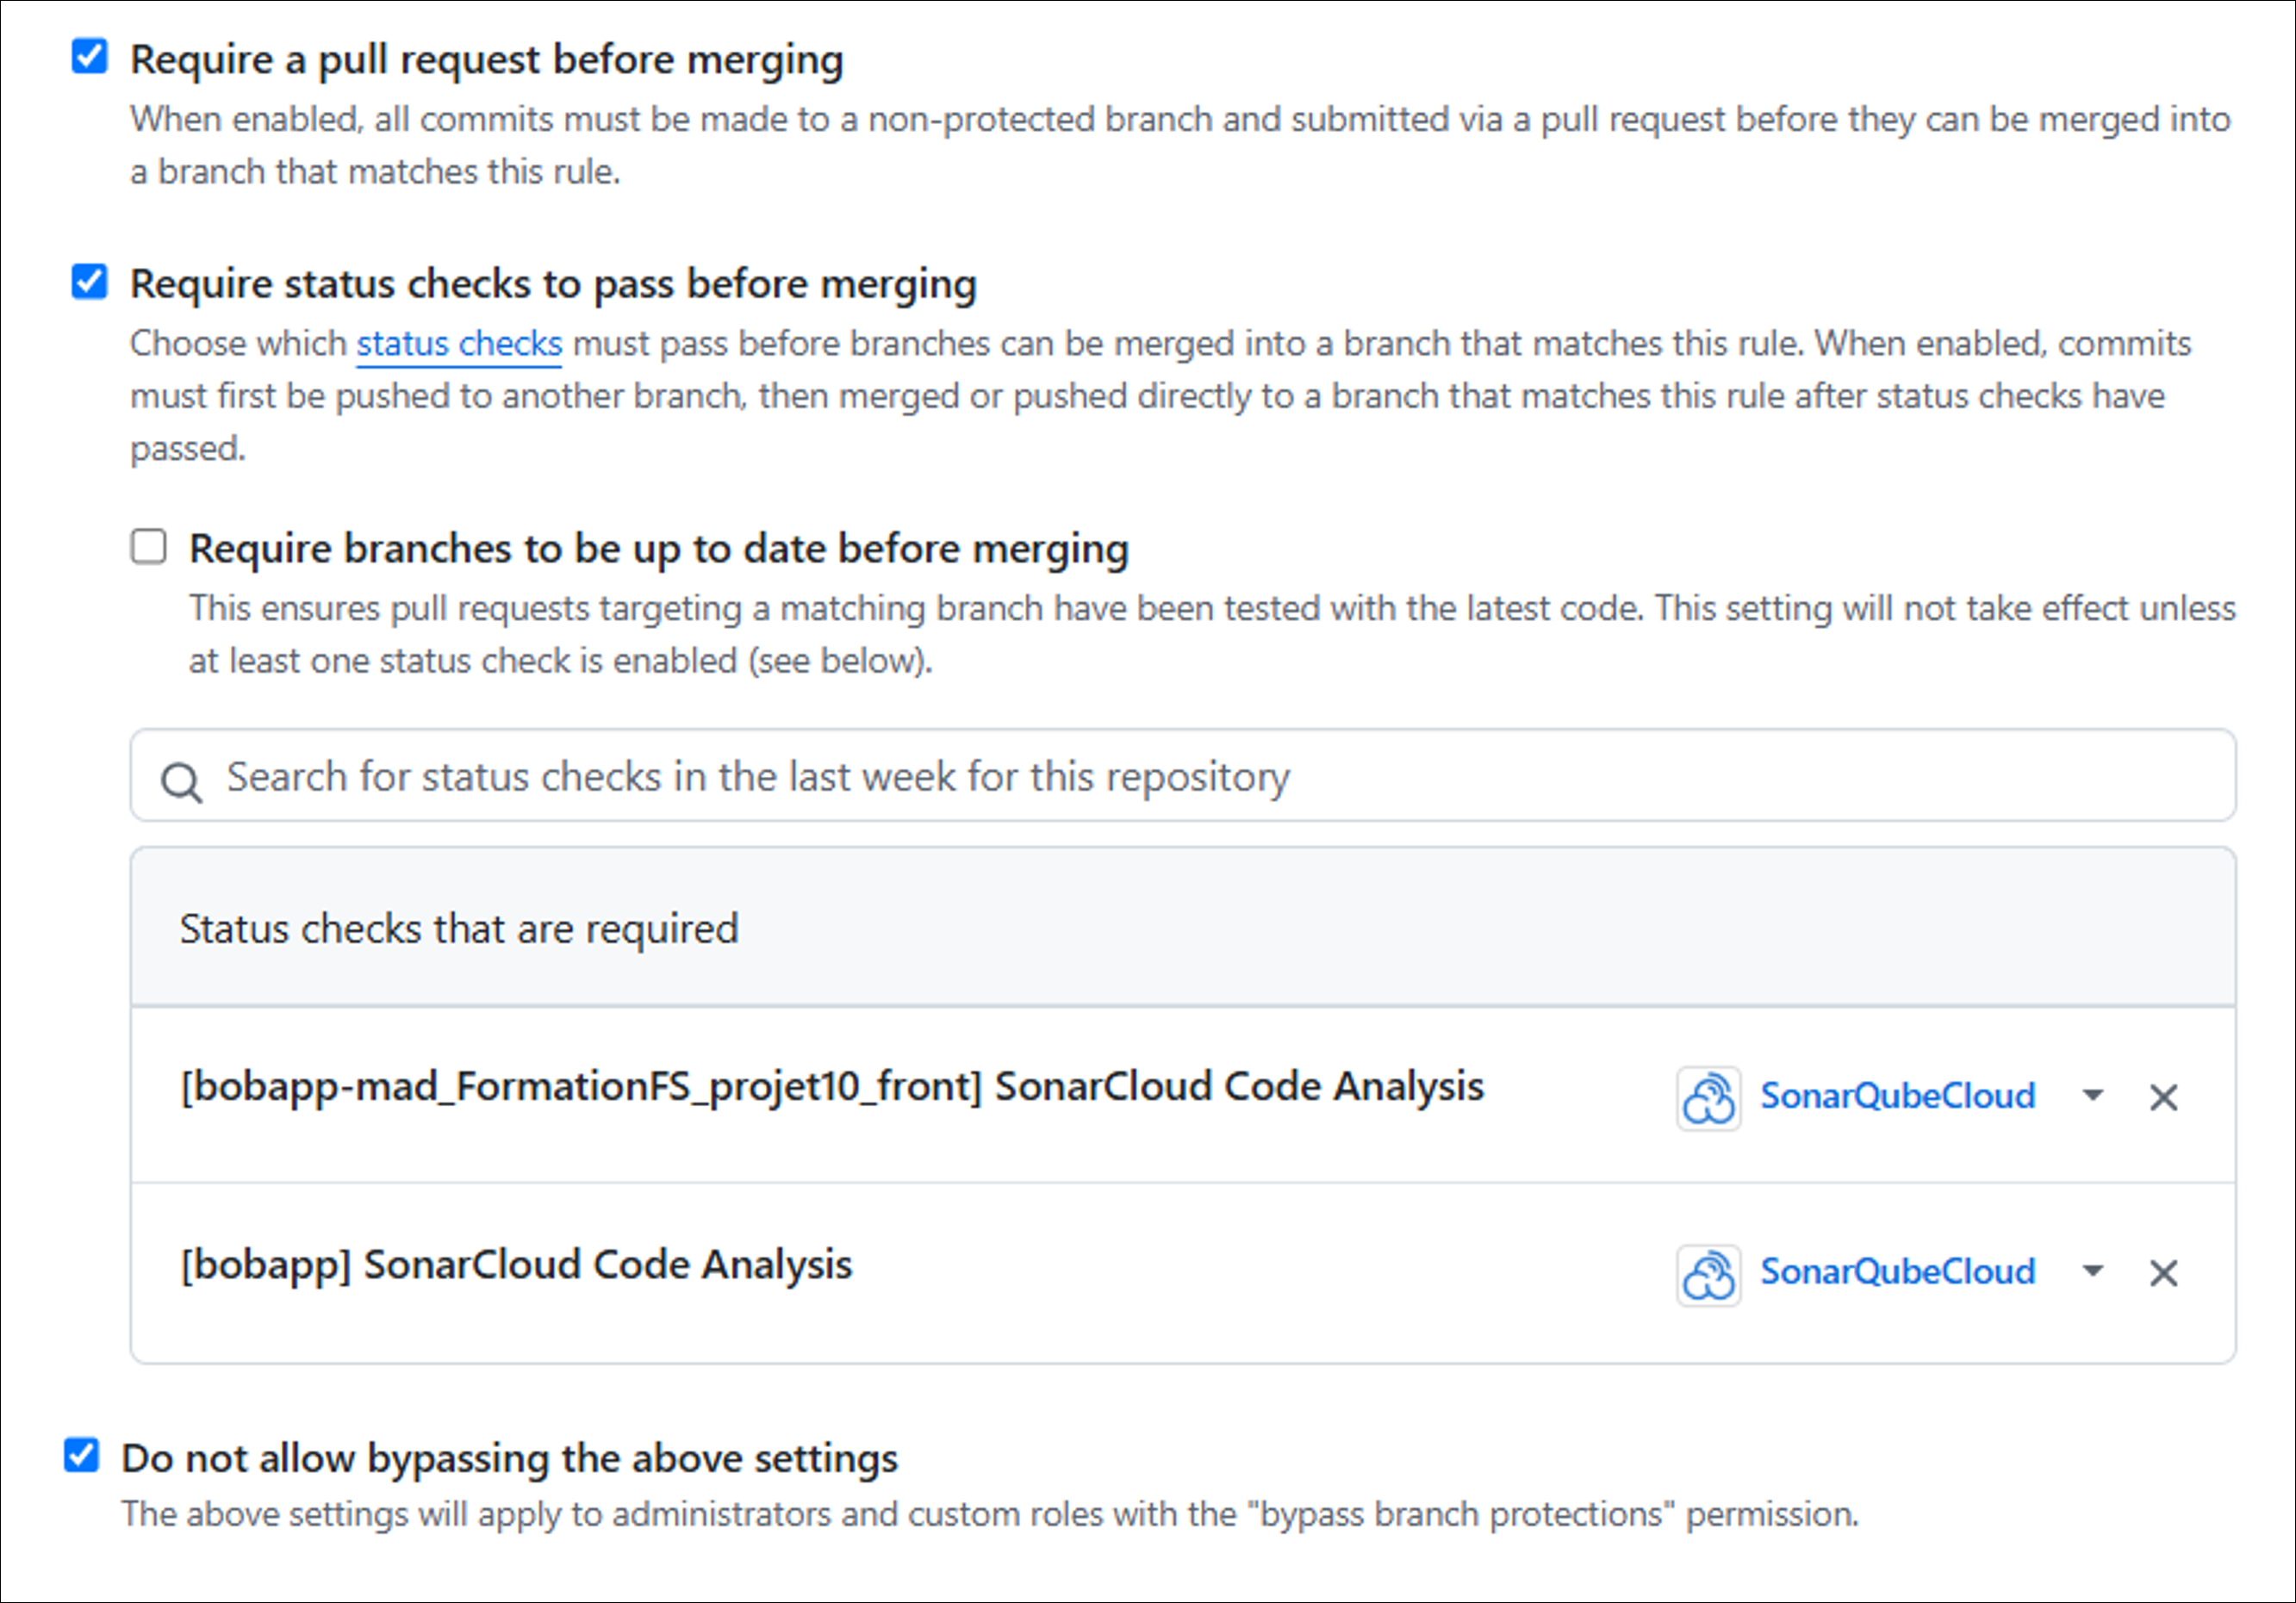 Require a pull request before merging
When enabled, all commits must be made to a non-protected branch and submitted via a pull request before they can be merged into
a branch that matches this rule.
Require status checks to pass before merging
Choose which status checks must pass before branches can be merged into a branch that matches this rule. When enabled, commits
must first be pushed to another branch, then merged or pushed directly to a branch that matches this rule after status checks have
passed.
Require branches to be up to date before merging
This ensures pull requests targeting a matching branch have been tested with the latest code. This setting will not take effect unless
at least one status check is enabled (see below).
Search for status checks in the last week for this repository
Status checks that are required
[bobapp-mad_FormationFS_projet10_front] SonarCloud Code Analysis SonarQubeCloud
[bobapp] SonarCloud Code Analysis SonarQubeCloud
Do not allow bypassing the above settings
The above settings will apply to administrators and custom roles with the "bypass branch protections" permission.